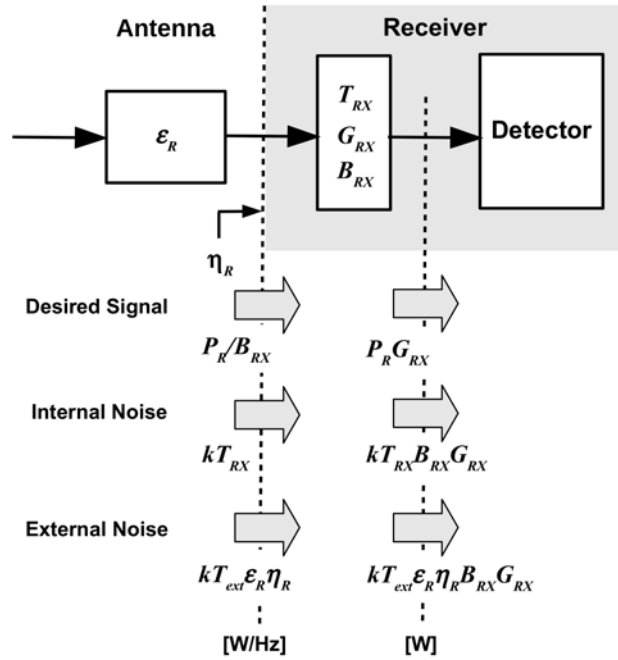 Antenna Receiver
T_RX
ε_R G_RX Detector
B_RX
η_R
Desired Signal
P_R/B_RX P_R G_RX
Internal Noise
kT_RX kT_RX B_RX G_RX
External Noise
kT_ext ε_R η_R kT_ext ε_R η_R B_RX G_RX
[W/Hz] [W]